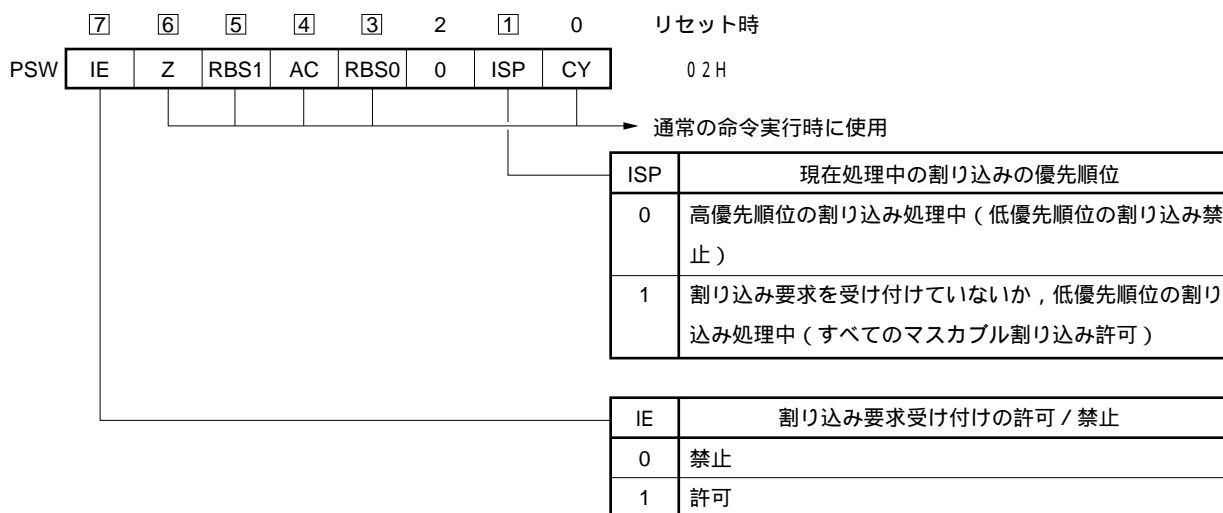 7 6 5 4 3 2 1 0 リセット時
PSW IE Z RBS1 AC RBS0 0 ISP CY 02H
通常の命令実行時に使用
ISP 現在処理中の割り込みの優先順位
0 高優先順位の割り込み処理中(低優先順位の割り込み禁
止)
1 割り込み要求を受け付けていないか,低優先順位の割り
込み処理中(すべてのマスカブル割り込み許可)
IE 割り込み要求受け付けの許可/禁止
0 禁止
1 許可